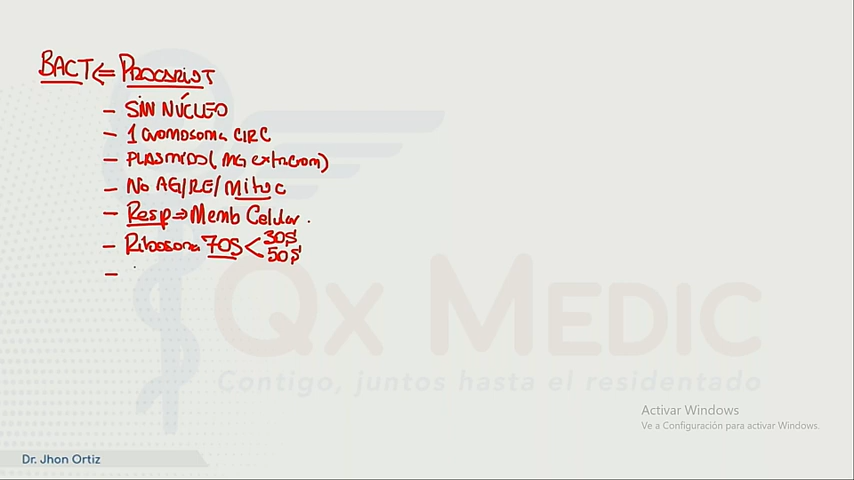 BACT ⇐ PROCARIOT
- SIN NÚCLEO
- 1 cromosoma CIRC
- PLASMIDOS ( MG extracrom)
- No AG/RE/Mitoc
- Resp → Memb Celular .
- Ribosoma 70S < 30S
50S
-
Qx MEDIC
Contigo, juntos hasta el residentado
Activar Windows
Ve a Configuración para activar Windows.
Dr. Jhon Ortiz